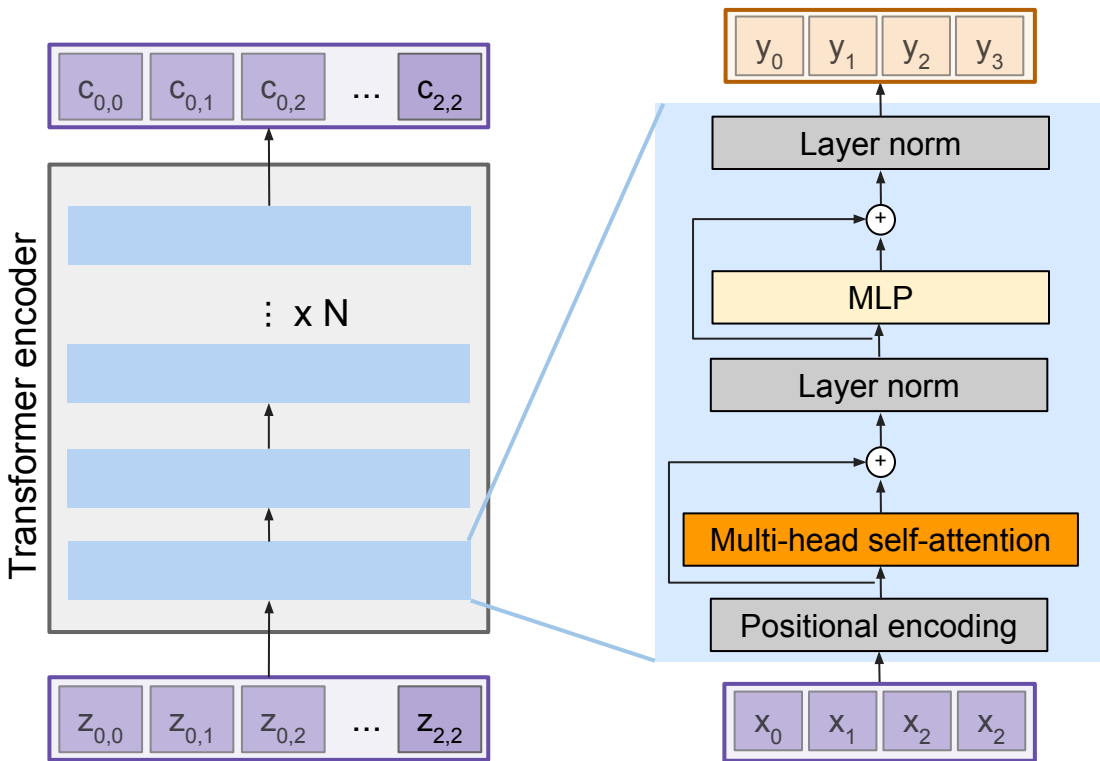 c0,0 c0,1 c0,2 ... c2,2
Transformer encoder
⋮ x N
z0,0 z0,1 z0,2 ... z2,2
y0 y1 y2 y3
Layer norm
+
MLP
Layer norm
+
Multi-head self-attention
Positional encoding
x0 x1 x2 x2